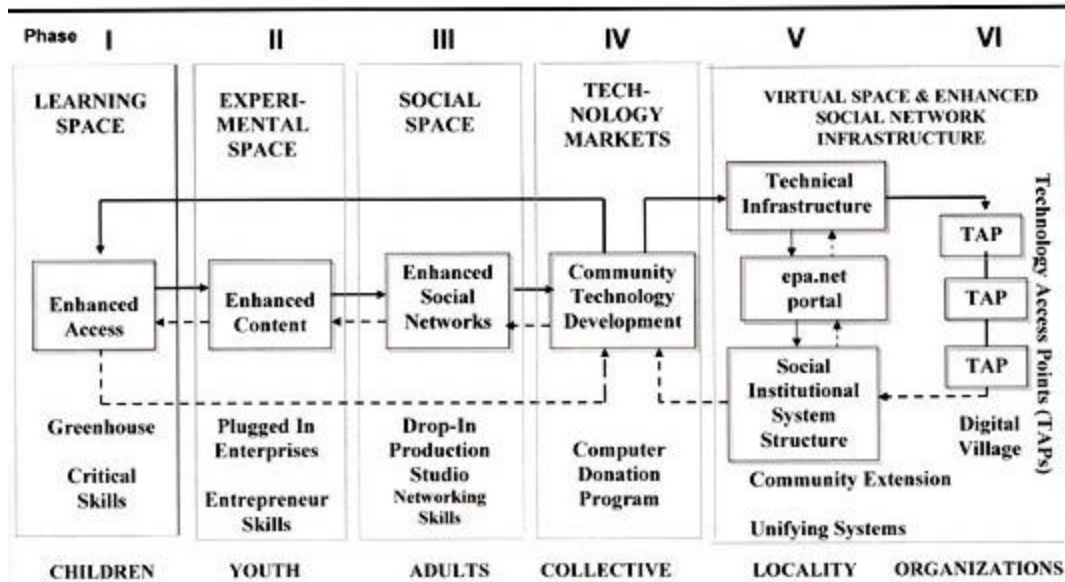 Phase I II III IV V VI
LEARNING
SPACE
EXPERI-
MENTAL
SPACE
SOCIAL
SPACE
TECH-
NOLOGY
MARKETS
VIRTUAL SPACE & ENHANCED
SOCIAL NETWORK
INFRASTRUCTURE
Enhanced
Access
Enhanced
Content
Enhanced
Social
Networks
Community
Technology
Development
Technical
Infrastructure
epa.net
portal
Social
Institutional
System
Structure
TAP
TAP
TAP
Technology Access Points (TAPs)
Greenhouse
Critical
Skills
Plugged In
Enterprises
Entrepreneur
Skills
Drop-In
Production
Studio
Networking
Skills
Computer
Donation
Program
Community Extension
Unifying Systems
Digital
Village
CHILDREN YOUTH ADULTS COLLECTIVE LOCALITY ORGANIZATIONS